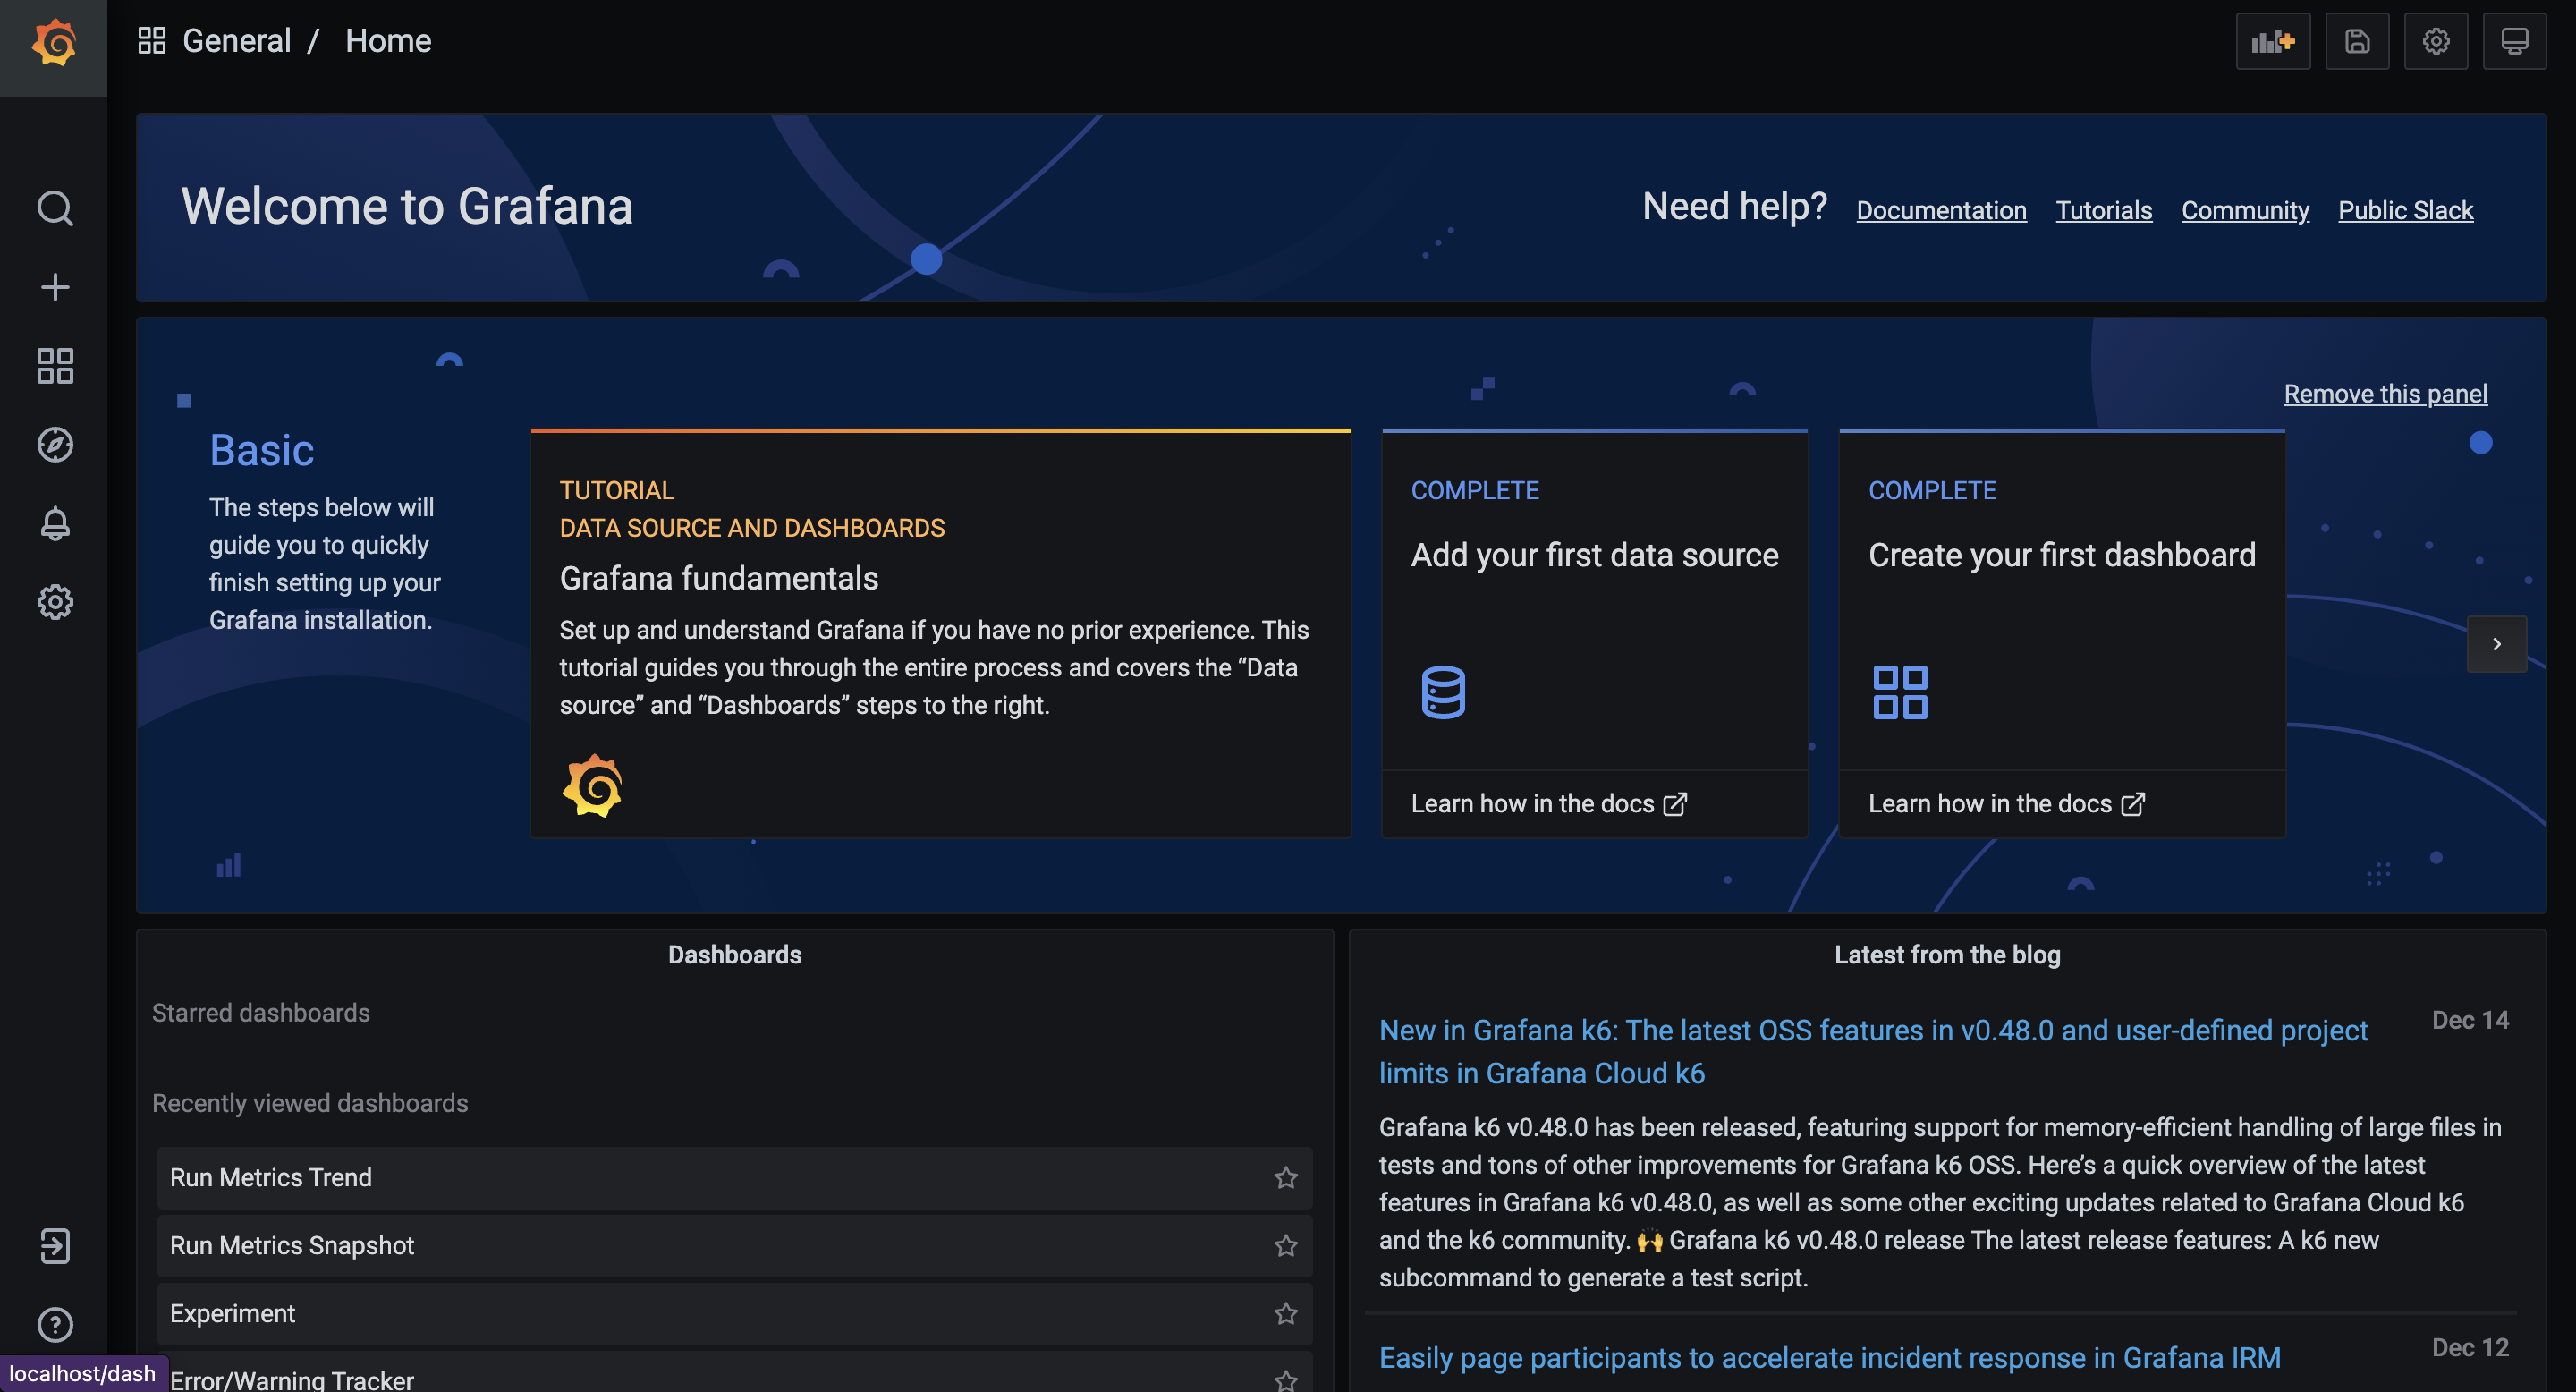 General / Home
Welcome to Grafana
Need help? Documentation Tutorials Community Public Slack
Remove this panel
Basic
The steps below will
guide you to quickly
finish setting up your
Grafana installation.
TUTORIAL
DATA SOURCE AND DASHBOARDS
Grafana fundamentals
Set up and understand Grafana if you have no prior experience. This
tutorial guides you through the entire process and covers the “Data
source” and “Dashboards” steps to the right.
COMPLETE
Add your first data source
Learn how in the docs
COMPLETE
Create your first dashboard
Learn how in the docs
Dashboards
Starred dashboards
Recently viewed dashboards
Run Metrics Trend
Run Metrics Snapshot
Experiment
Error/Warning Tracker
Latest from the blog
New in Grafana k6: The latest OSS features in v0.48.0 and user-defined project
limits in Grafana Cloud k6
Dec 14
Grafana k6 v0.48.0 has been released, featuring support for memory-efficient handling of large files in
tests and tons of other improvements for Grafana k6 OSS. Here’s a quick overview of the latest
features in Grafana k6 v0.48.0, as well as some other exciting updates related to Grafana Cloud k6
and the k6 community. 🙌 Grafana k6 v0.48.0 release The latest release features: A k6 new
subcommand to generate a test script.
Easily page participants to accelerate incident response in Grafana IRM
Dec 12
localhost/dash